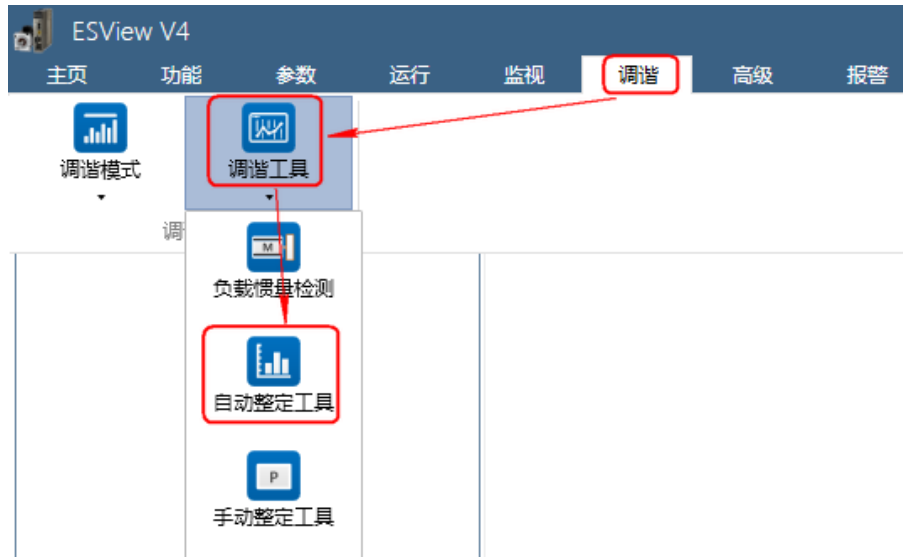 ESView V4
主页 功能 参数 运行 监视 调谐 高级 报警
调谐模式 调谐工具
调
M
负载惯量检测
自动整定工具
P
手动整定工具